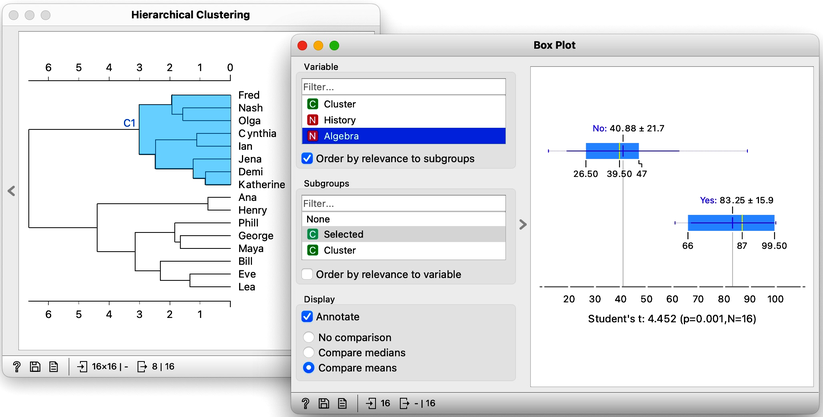 Hierarchical Clustering
6 5 4 3 2 1 0
C1
Fred
Nash
Olga
Cynthia
Ian
Jena
Demi
Katherine
Ana
Henry
Phill
George
Maya
Bill
Eve
Lea
6 5 4 3 2 1
? 16×16 | - 8 | 16
Box Plot
Variable
Filter...
C Cluster
N History
N Algebra
Order by relevance to subgroups
Subgroups
Filter...
None
C Selected
C Cluster
Order by relevance to variable
Display
Annotate
No comparison
Compare medians
Compare means
No: 40.88 ± 21.7
26.50 39.50 47
Yes: 83.25 ± 15.9
66 87 99.50
20 30 40 50 60 70 80 90 100
Student's t: 4.452 (p=0.001,N=16)
? 16 - | 16